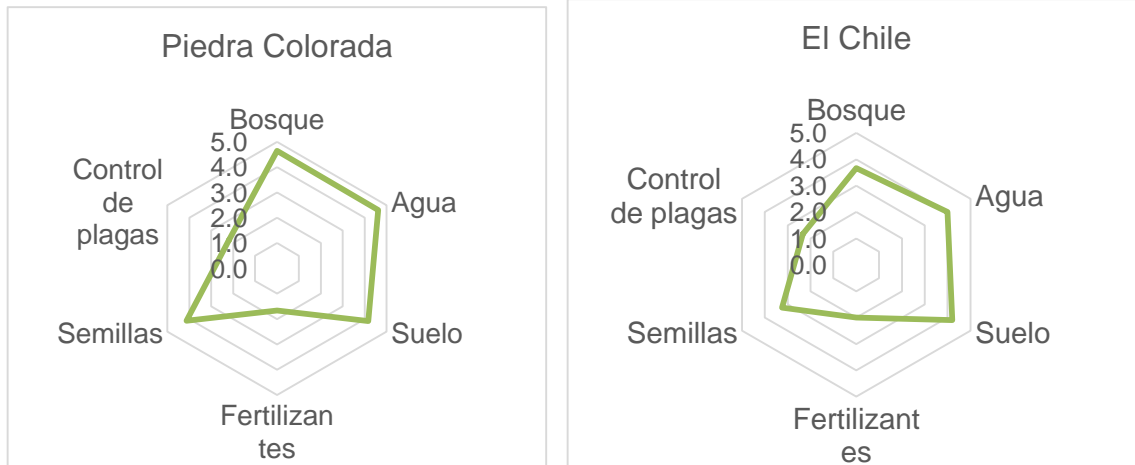 Piedra Colorada
Bosque
5.0
4.0
3.0
2.0
1.0
0.0
Control
de
plagas
Agua
Semillas
Suelo
Fertilizan
tes
El Chile
Bosque
5.0
4.0
3.0
2.0
1.0
0.0
Control
de plagas
Agua
Semillas
Suelo
Fertilizant
es